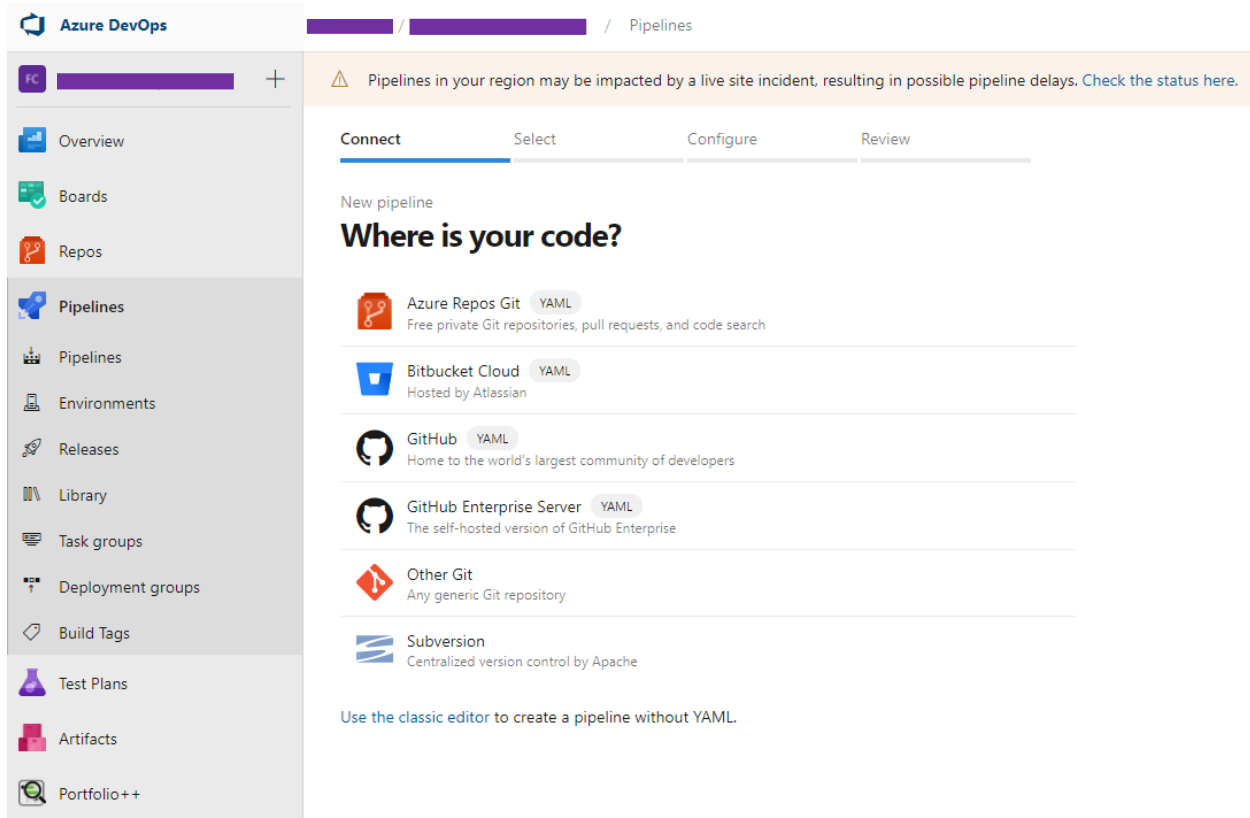 Azure DevOps
/ / Pipelines
FC +
Overview
Boards
Repos
Pipelines
Pipelines
Environments
Releases
Library
Task groups
Deployment groups
Build Tags
Test Plans
Artifacts
Portfolio++
Pipelines in your region may be impacted by a live site incident, resulting in possible pipeline delays. Check the status here.
Connect Select Configure Review
New pipeline
Where is your code?
Azure Repos Git YAML
Free private Git repositories, pull requests, and code search
Bitbucket Cloud YAML
Hosted by Atlassian
GitHub YAML
Home to the world's largest community of developers
GitHub Enterprise Server YAML
The self-hosted version of GitHub Enterprise
Other Git
Any generic Git repository
Subversion
Centralized version control by Apache
Use the classic editor to create a pipeline without YAML.